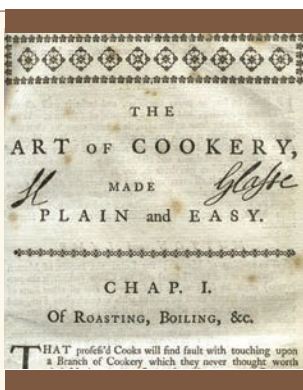 THE
ART OF COOKERY,
H Glasse
MADE
PLAIN and EASY.
CHAP. I.
Of ROASTING, BOILING, &c.
THAT profeſs'd Cooks will find fault with touching upon
a Branch of Cookery which they never thought worth